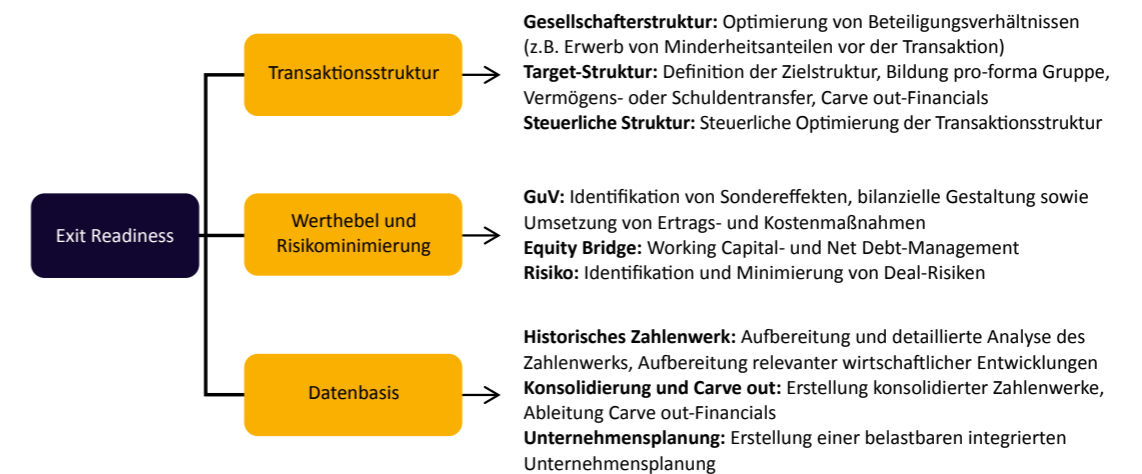 Exit Readiness
Transaktionsstruktur
Gesellschafterstruktur: Optimierung von Beteiligungsverhältnissen
(z.B. Erwerb von Minderheitsanteilen vor der Transaktion)
Target-Struktur: Definition der Zielstruktur, Bildung pro-forma Gruppe,
Vermögens- oder Schuldentransfer, Carve out-Financials
Steuerliche Struktur: Steuerliche Optimierung der Transaktionsstruktur
Werthebel und
Risikominimierung
GuV: Identifikation von Sondereffekten, bilanzielle Gestaltung sowie
Umsetzung von Ertrags- und Kostenmaßnahmen
Equity Bridge: Working Capital- und Net Debt-Management
Risiko: Identifikation und Minimierung von Deal-Risiken
Datenbasis
Historisches Zahlenwerk: Aufbereitung und detaillierte Analyse des
Zahlenwerks, Aufbereitung relevanter wirtschaftlicher Entwicklungen
Konsolidierung und Carve out: Erstellung konsolidierter Zahlenwerke,
Ableitung Carve out-Financials
Unternehmensplanung: Erstellung einer belastbaren integrierten
Unternehmensplanung